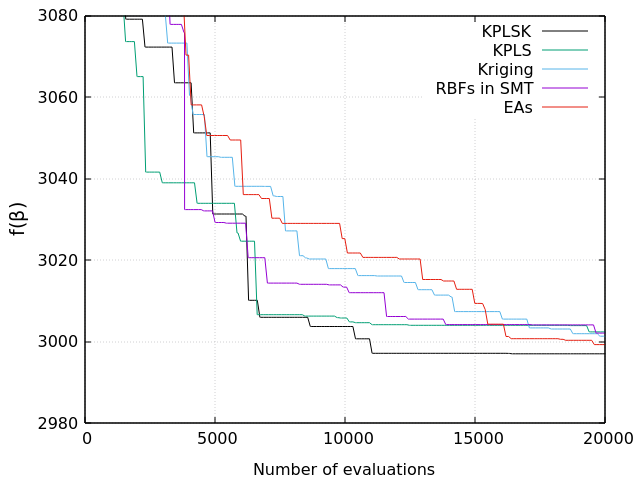 3080
3060
3040
3020
3000
2980
f(β)
KPLSK
KPLS
Kriging
RBFs in SMT
EAs
0
5000
10000
15000
20000
Number of evaluations